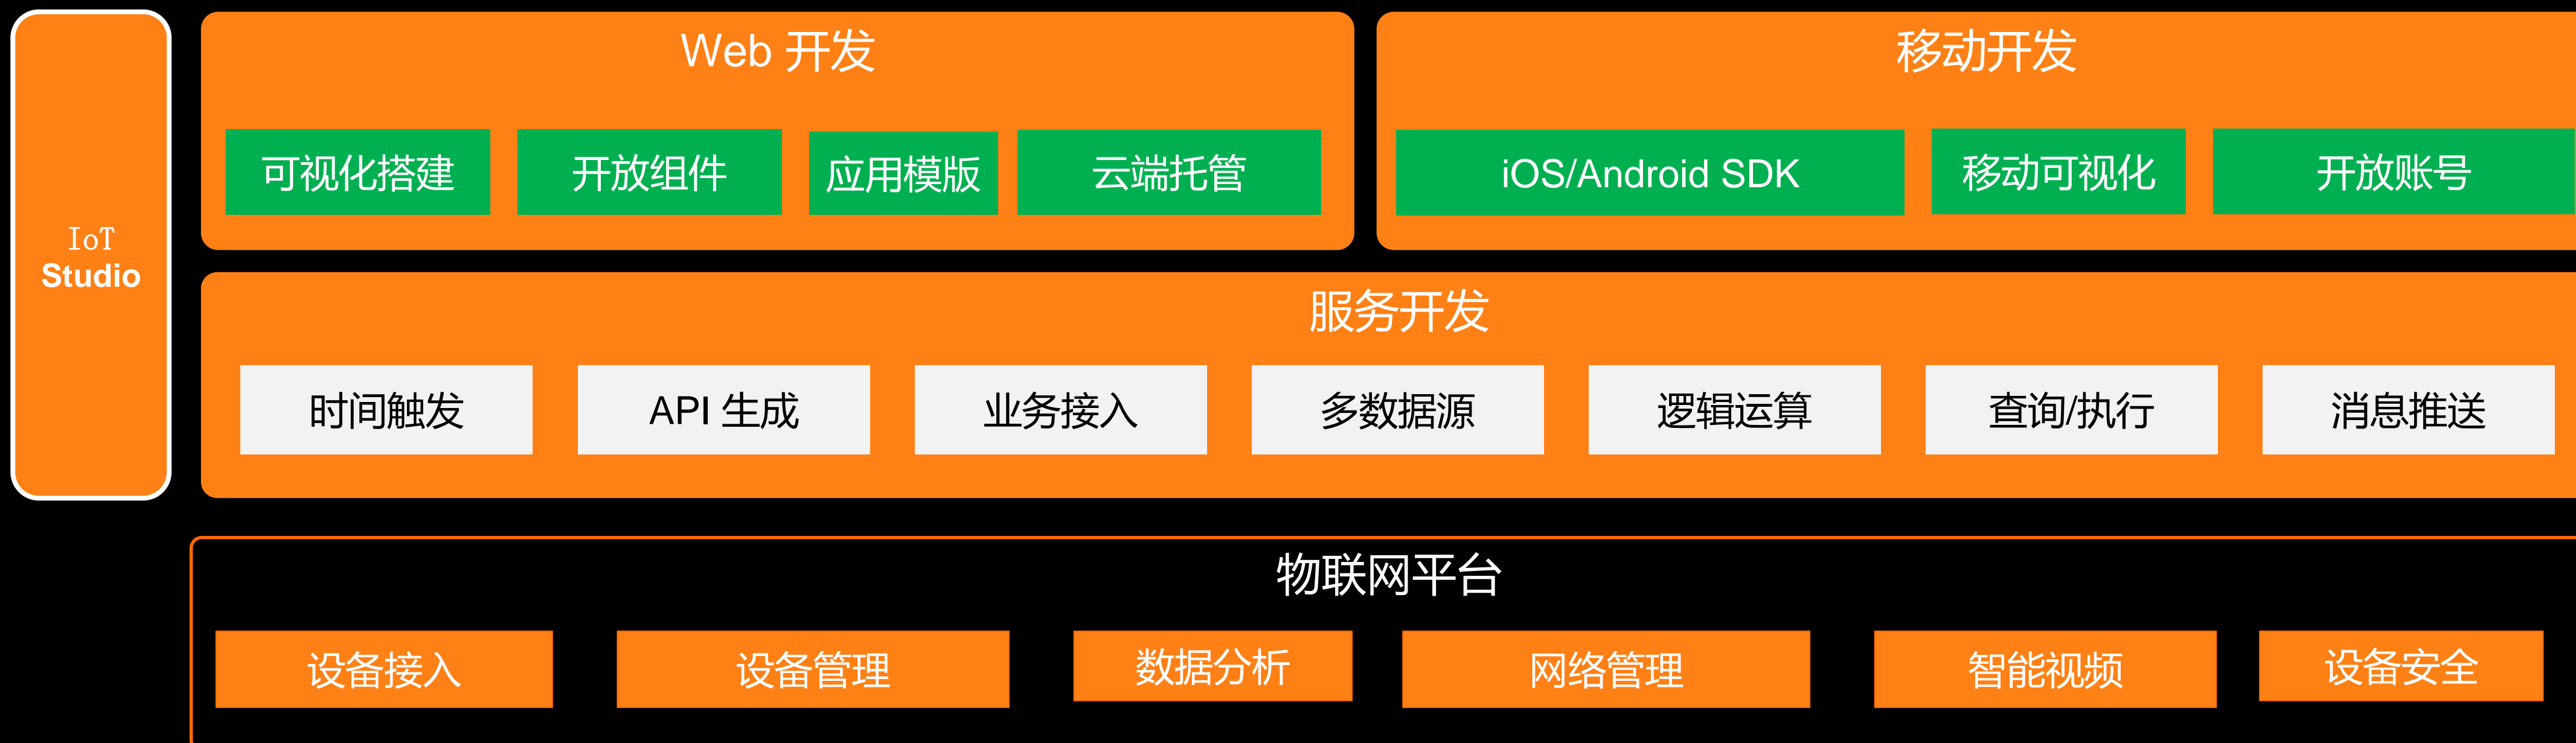 IoT
Studio
Web 开发
可视化搭建
开放组件
应用模版
云端托管
移动开发
iOS/Android SDK
移动可视化
开放账号
服务开发
时间触发
API 生成
业务接入
多数据源
逻辑运算
查询/执行
消息推送
物联网平台
设备接入
设备管理
数据分析
网络管理
智能视频
设备安全